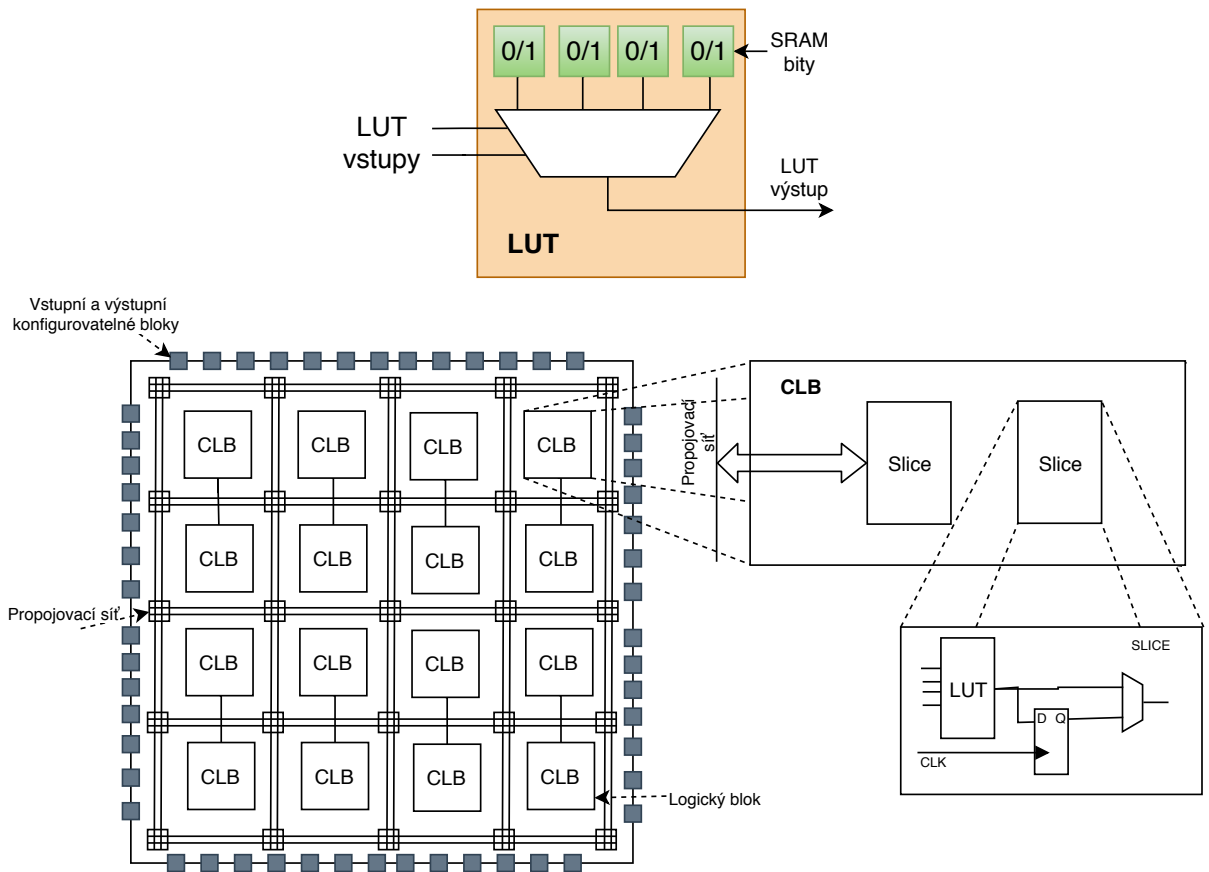 0/1 0/1 0/1 0/1
SRAM
bity
LUT
vstupy
LUT
výstup
LUT
Vstupní a výstupní
konfigurovatelné bloky
CLB CLB CLB CLB
CLB CLB CLB CLB
Propojovací síť
CLB CLB CLB CLB
CLB CLB CLB CLB
Logický blok
Propojovací
síť
CLB
Slice Slice
SLICE
LUT
D Q
CLK